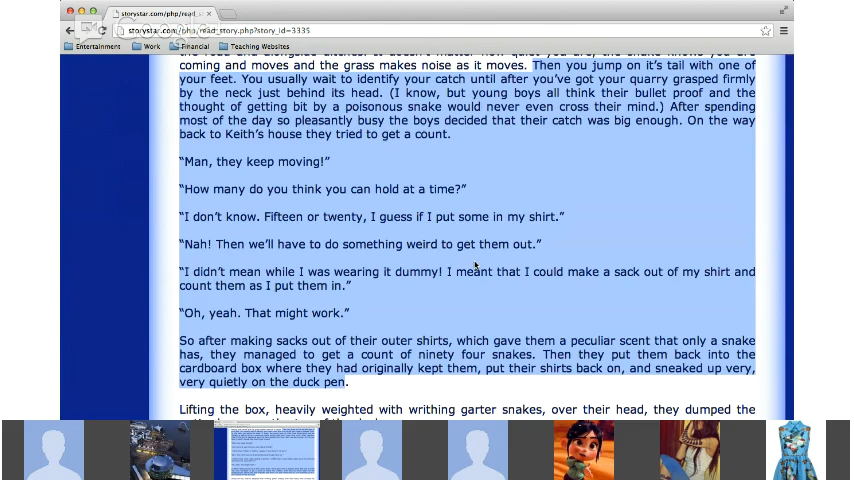 storystar.com/php/read_s
storystar.com/php/read_story.php?story_id=3335
Entertainment Work Financial Teaching Websites
Google
coming and moves and the grass makes noise as it moves. Then you jump on it's tail with one of
your feet. You usually wait to identify your catch until after you've got your quarry grasped firmly
by the neck just behind its head. (I know, but young boys all think their bullet proof and the
thought of getting bit by a poisonous snake would never even cross their mind.) After spending
most of the day so pleasantly busy the boys decided that their catch was big enough. On the way
back to Keith's house they tried to get a count.
“Man, they keep moving!”
“How many do you think you can hold at a time?”
“I don't know. Fifteen or twenty, I guess if I put some in my shirt.”
“Nah! Then we'll have to do something weird to get them out.”
“I didn't mean while I was wearing it dummy! I meant that I could make a sack out of my shirt and
count them as I put them in.”
“Oh, yeah. That might work.”
So after making sacks out of their outer shirts, which gave them a peculiar scent that only a snake
has, they managed to get a count of ninety four snakes. Then they put them back into the
cardboard box where they had originally kept them, put their shirts back on, and sneaked up very,
very quietly on the duck pen.
Lifting the box, heavily weighted with writhing garter snakes, over their head, they dumped the